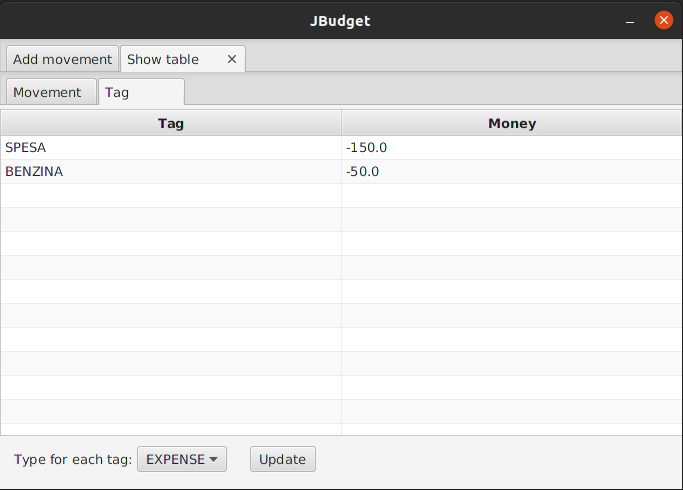 JBudget
Add movement Show table
Movement Tag
Tag Money
SPESA -150.0
BENZINA -50.0
Type for each tag: EXPENSE Update